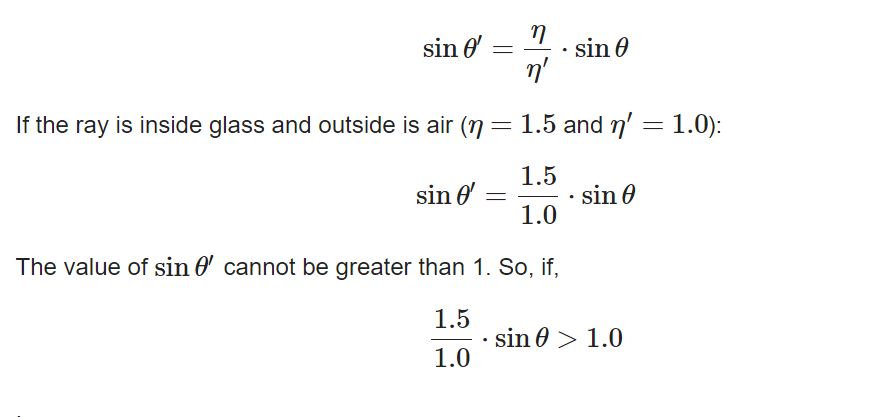 sin θ′ = η/η′ · sin θ
If the ray is inside glass and outside is air (η = 1.5 and η′ = 1.0):
sin θ′ = 1.5/1.0 · sin θ
The value of sin θ′ cannot be greater than 1. So, if,
1.5/1.0 · sin θ > 1.0